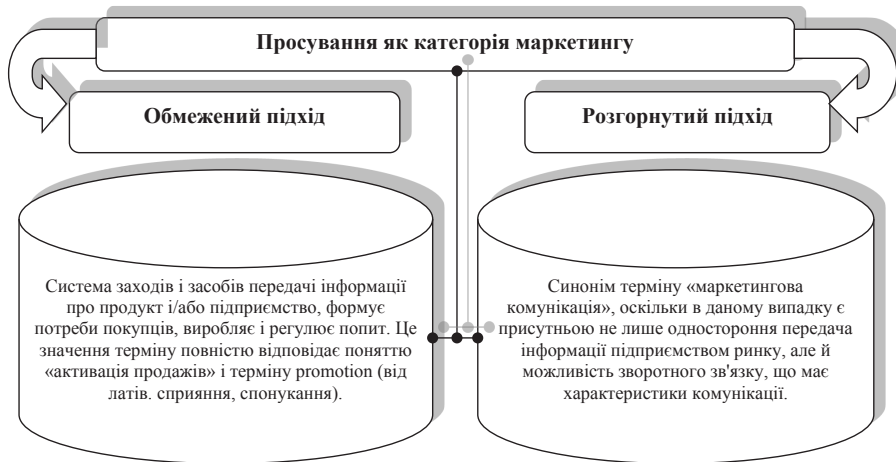 Просування як категорія маркетингу
Обмежений підхід
Розгорнутий підхід
Система заходів і засобів передачі інформації
про продукт і/або підприємство, формує
потреби покупців, виробляє і регулює попит. Це
значення терміну повністю відповідає поняттю
«активація продажів» і терміну promotion (від
латів. сприяння, спонукання).
Синонім терміну «маркетингова
комунікація», оскільки в даному випадку є
присутньою не лише одностороння передача
інформації підприємством ринку, але й
можливість зворотного зв'язку, що має
характеристики комунікації.